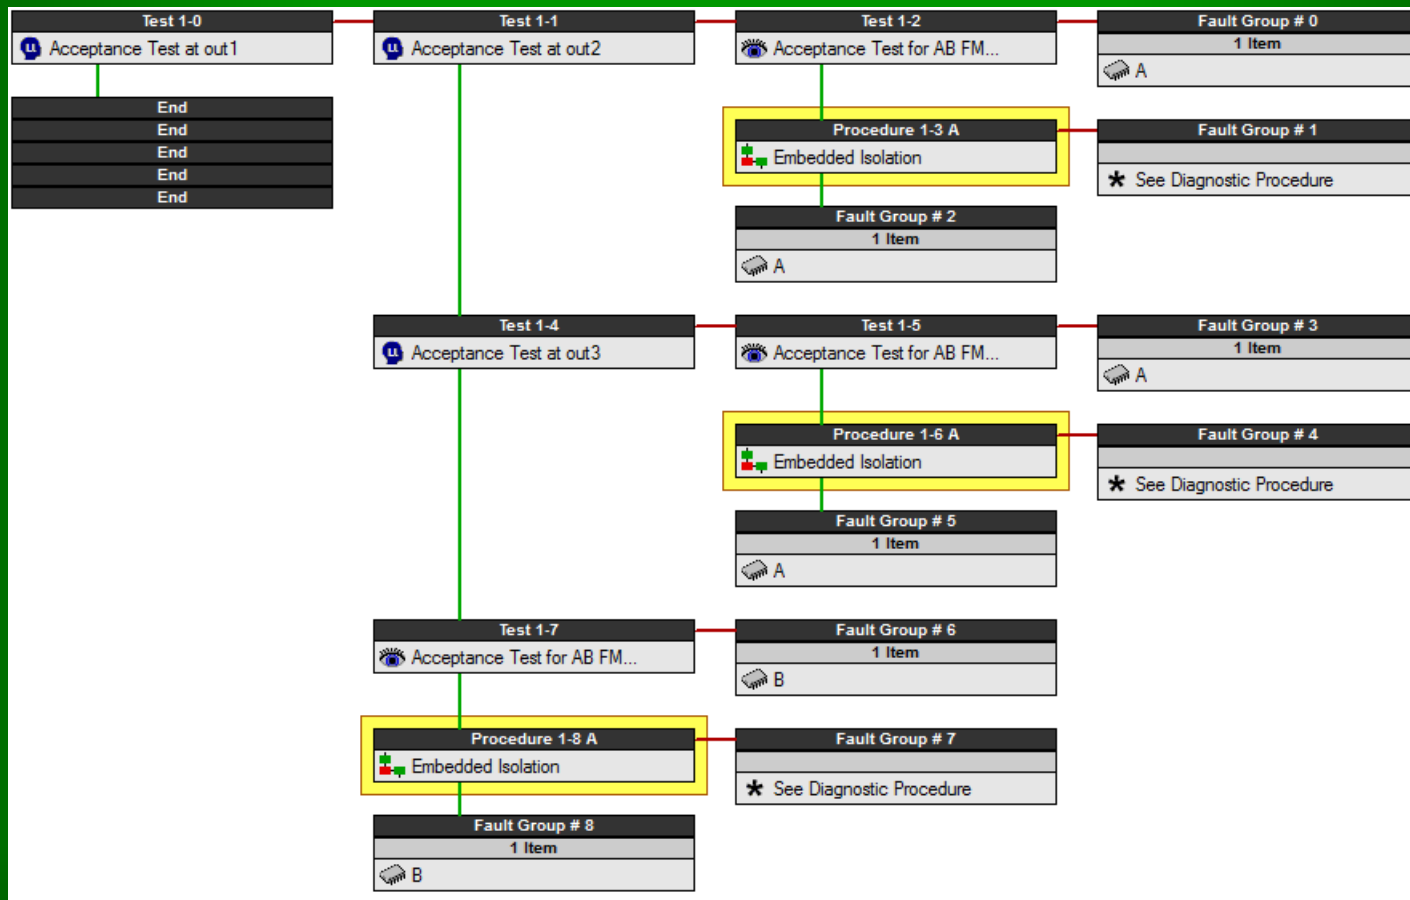 Test 1-0
Acceptance Test at out1
End
End
End
End
End
Test 1-1
Acceptance Test at out2
Test 1-2
Acceptance Test for AB FM...
Fault Group # 0
1 Item
A
Procedure 1-3 A
Embedded Isolation
Fault Group # 1
* See Diagnostic Procedure
Fault Group # 2
1 Item
A
Test 1-4
Acceptance Test at out3
Test 1-5
Acceptance Test for AB FM...
Fault Group # 3
1 Item
A
Procedure 1-6 A
Embedded Isolation
Fault Group # 4
* See Diagnostic Procedure
Fault Group # 5
1 Item
A
Test 1-7
Acceptance Test for AB FM...
Fault Group # 6
1 Item
B
Procedure 1-8 A
Embedded Isolation
Fault Group # 7
* See Diagnostic Procedure
Fault Group # 8
1 Item
B